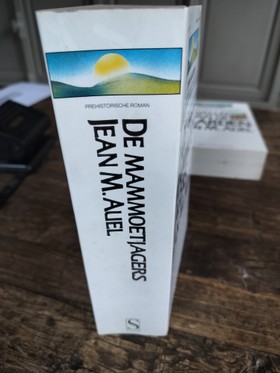 PREHISTORISCHE ROMAN
DE MAMMOETJAGERS
JEAN M. AUEL